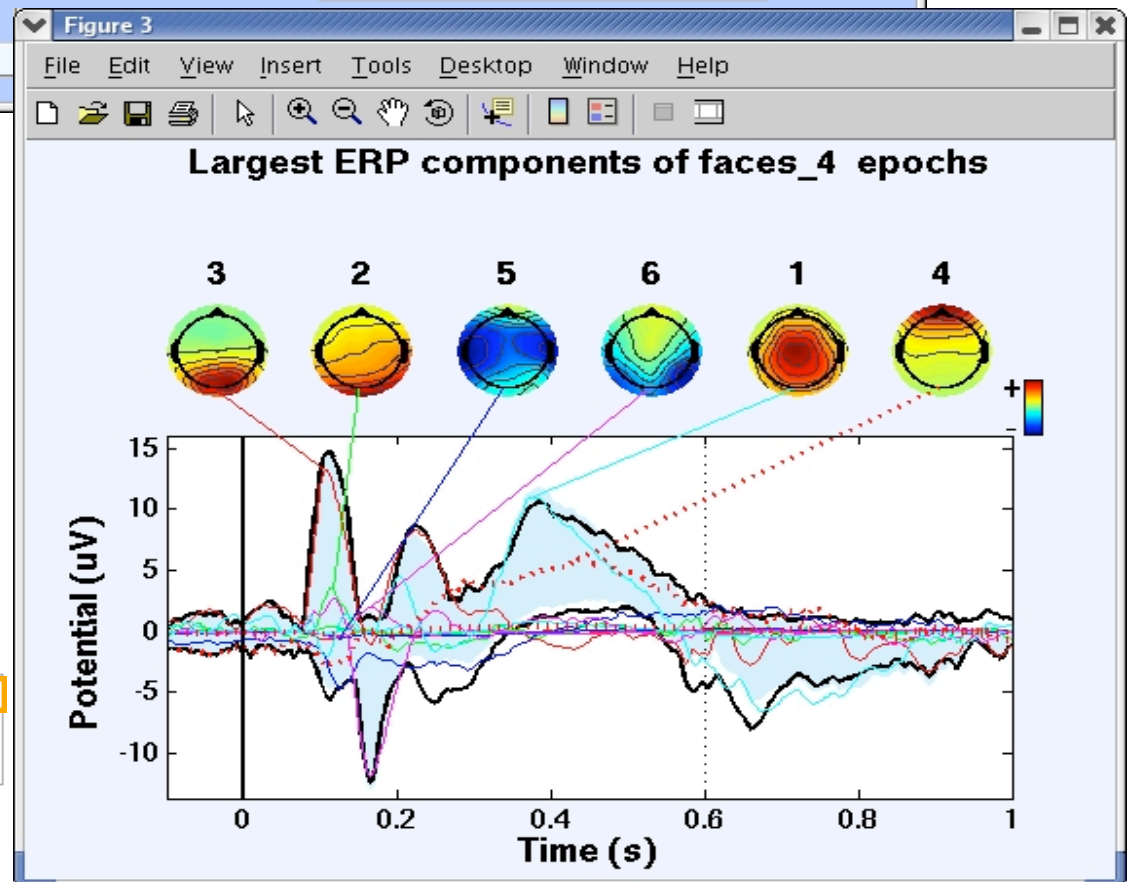 Figure 3
File Edit View Insert Tools Desktop Window Help
Largest ERP components of faces_4 epochs
3 2 5 6 1 4
+
-
15
10
5
0
-5
-10
Potential (uV)
0 0.2 0.4 0.6 0.8 1
Time (s)